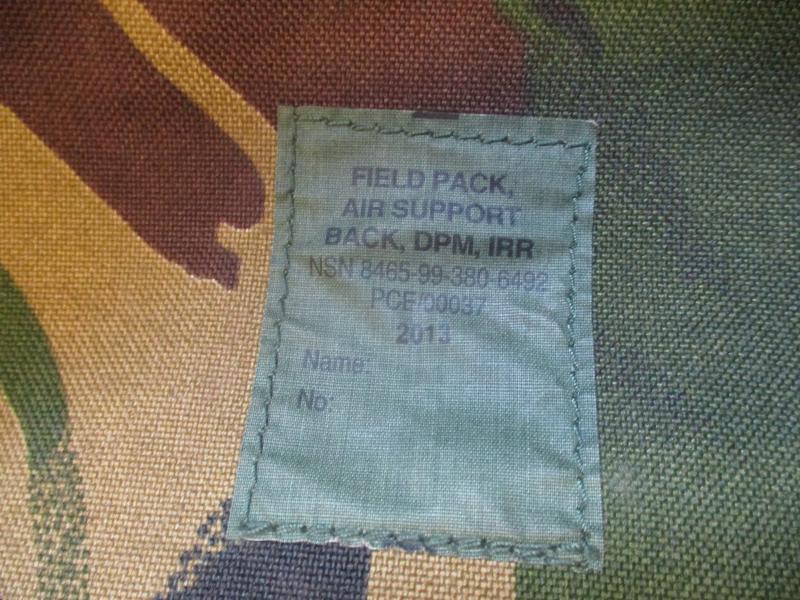 FIELD PACK,
AIR SUPPORT
BACK, DPM, IRR
NSN 8465-99-380-6492
PCE/00037
2013
Name:
No: